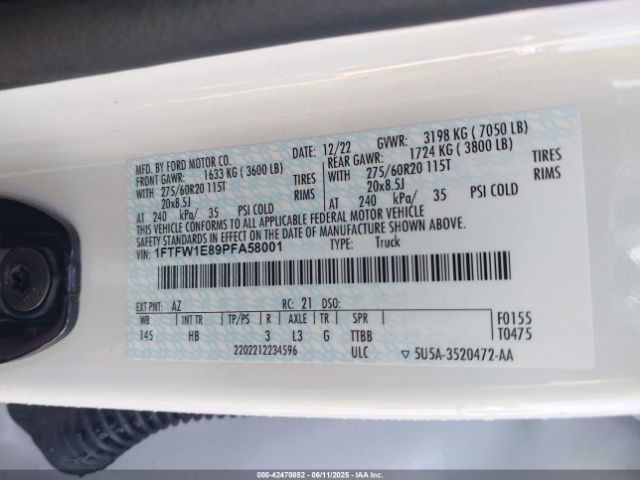 MFD. BY FORD MOTOR CO. DATE: 12/22 GVWR: 3198 KG ( 7050 LB)
FRONT GAWR: 1633 KG ( 3600 LB) REAR GAWR: 1724 KG ( 3800 LB)
WITH 275/60R20 115T TIRES WITH 275/60R20 115T TIRES
20x8.5J RIMS 20x8.5J RIMS
AT 240 kPa/ 35 PSI COLD AT 240 kPa/ 35 PSI COLD
THIS VEHICLE CONFORMS TO ALL APPLICABLE FEDERAL MOTOR VEHICLE
SAFETY STANDARDS IN EFFECT ON THE DATE OF MANUFACTURE SHOWN ABOVE.
VIN: 1FTFW1E89PFA58001 TYPE: Truck
EXT PNT: AZ RC: 21 DSO:
WB INT TR TP/PS R AXLE TR SPR F0155
145 HB 3 L3 G TTBB T0475
2202212234596 ULC ▽ 5U5A-3520472-AA
000-42470852 - 06/11/2025 - IAA Inc.